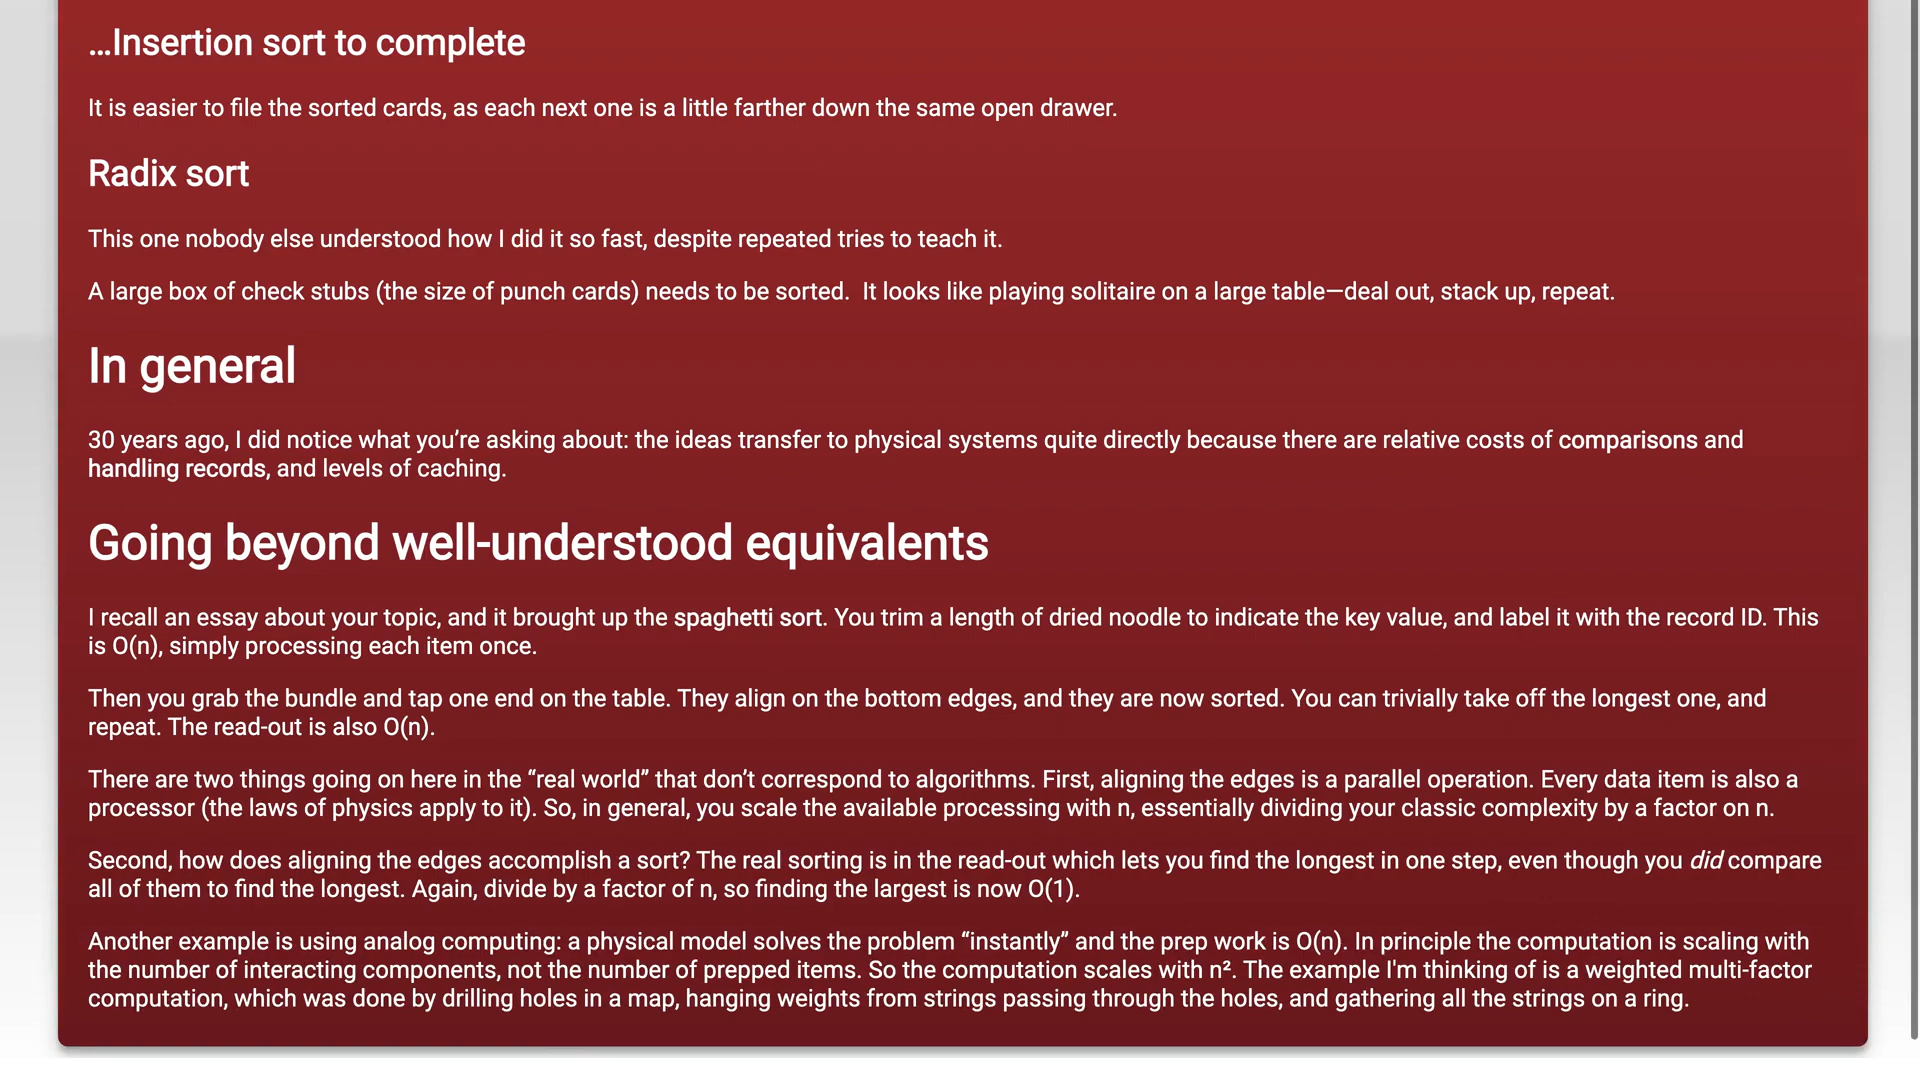 …Insertion sort to complete
It is easier to file the sorted cards, as each next one is a little farther down the same open drawer.
Radix sort
This one nobody else understood how I did it so fast, despite repeated tries to teach it.
A large box of check stubs (the size of punch cards) needs to be sorted.  It looks like playing solitaire on a large table—deal out, stack up, repeat.
In general
30 years ago, I did notice what you’re asking about: the ideas transfer to physical systems quite directly because there are relative costs of comparisons and
handling records, and levels of caching.
Going beyond well-understood equivalents
I recall an essay about your topic, and it brought up the spaghetti sort. You trim a length of dried noodle to indicate the key value, and label it with the record ID. This
is O(n), simply processing each item once.
Then you grab the bundle and tap one end on the table. They align on the bottom edges, and they are now sorted. You can trivially take off the longest one, and
repeat. The read-out is also O(n).
There are two things going on here in the “real world” that don’t correspond to algorithms. First, aligning the edges is a parallel operation. Every data item is also a
processor (the laws of physics apply to it). So, in general, you scale the available processing with n, essentially dividing your classic complexity by a factor on n.
Second, how does aligning the edges accomplish a sort? The real sorting is in the read-out which lets you find the longest in one step, even though you did compare
all of them to find the longest. Again, divide by a factor of n, so finding the largest is now O(1).
Another example is using analog computing: a physical model solves the problem “instantly” and the prep work is O(n). In principle the computation is scaling with
the number of interacting components, not the number of prepped items. So the computation scales with n². The example I'm thinking of is a weighted multi-factor
computation, which was done by drilling holes in a map, hanging weights from strings passing through the holes, and gathering all the strings on a ring.